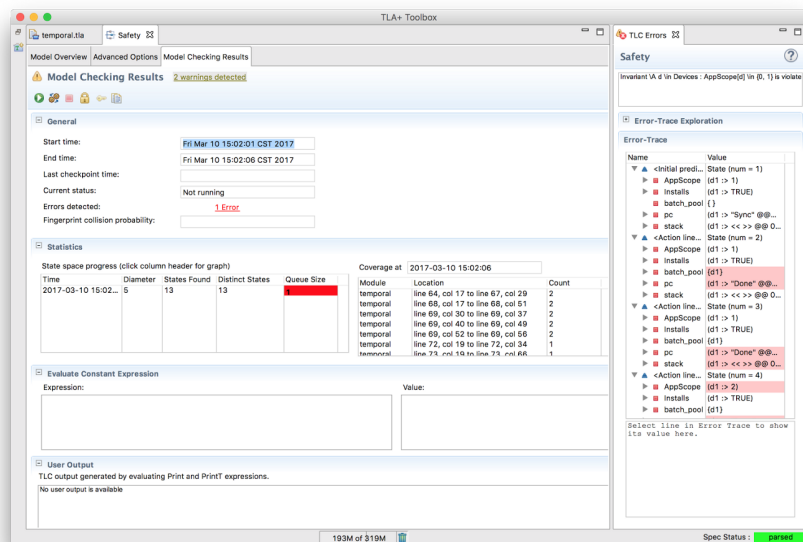 TLA+ Toolbox
temporal.tla
Safety
Model Overview
Advanced Options
Model Checking Results
Model Checking Results
2 warnings detected
General
Start time:
Fri Mar 10 15:02:01 CST 2017
End time:
Fri Mar 10 15:02:06 CST 2017
Last checkpoint time:
Current status:
Not running
Errors detected:
1 Error
Fingerprint collision probability:
Statistics
State space progress (click column header for graph)
Time Diameter States Found Distinct States Queue Size
2017-03-10 15:02... 5 13 13 1
Coverage at 2017-03-10 15:02:06
Module Location Count
temporal line 64, col 17 to line 67, col 29 2
temporal line 68, col 17 to line 68, col 51 2
temporal line 69, col 30 to line 69, col 37 2
temporal line 69, col 40 to line 69, col 49 2
temporal line 69, col 52 to line 69, col 56 2
temporal line 72, col 19 to line 72, col 34 1
temporal line 73, col 19 to line 73, col 66 1
Evaluate Constant Expression
Expression:
Value:
User Output
TLC output generated by evaluating Print and PrintT expressions.
No user output is available
193M of 319M
TLC Errors
Safety
Invariant \A d \in Devices : AppScope[d] \in {0, 1} is violate
Error-Trace Exploration
Error-Trace
Name Value
<Initial predi... State (num = 1)
AppScope (d1 :> 1)
Installs (d1 :> TRUE)
batch_pool { }
pc (d1 :> "Sync" @@...
stack (d1 :> << >> @@ 0...
<Action line... State (num = 2)
AppScope (d1 :> 1)
Installs (d1 :> TRUE)
batch_pool {d1}
pc (d1 :> "Done" @@...
stack (d1 :> << >> @@ 0...
<Action line... State (num = 3)
AppScope (d1 :> 1)
Installs (d1 :> TRUE)
batch_pool {d1}
pc (d1 :> "Done" @@...
stack (d1 :> << >> @@ 0...
<Action line... State (num = 4)
AppScope (d1 :> 2)
Installs (d1 :> TRUE)
batch_pool {d1}
Select line in Error Trace to show
its value here.
Spec Status : parsed